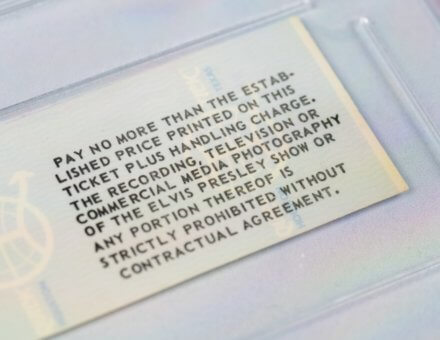 PAY NO MORE THAN THE ESTAB-
LISHED PRICE PRINTED ON THIS
TICKET PLUS HANDLING CHARGE.
THE RECORDING, TELEVISION OR
COMMERCIAL MEDIA PHOTOGRAPHY
OF THE ELVIS PRESLEY SHOW OR
ANY PORTION THEREOF IS
STRICTLY PROHIBITED WITHOUT
CONTRACTUAL AGREEMENT.